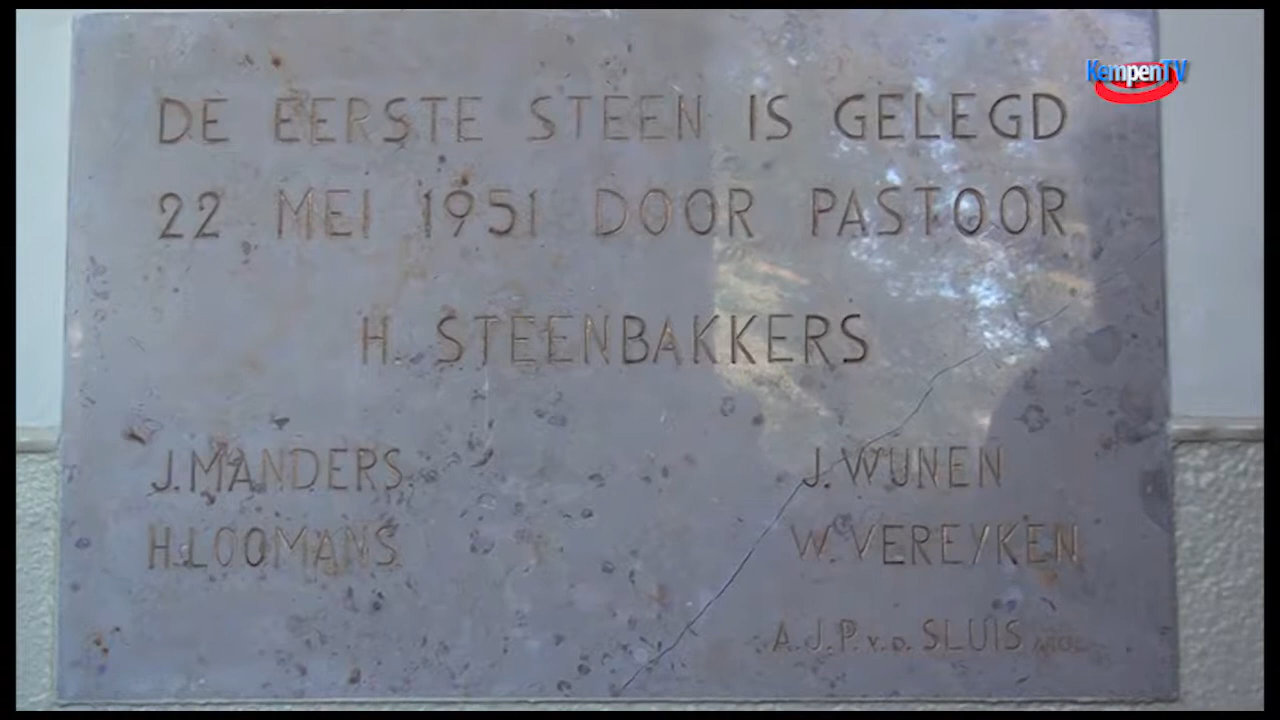 KempenTV
DE EERSTE STEEN IS GELEGD
22 MEI 1951 DOOR PASTOOR
H. STEENBAKKERS
J. MANDERS. J. WIJNEN
H. LOOMANS W. VEREYKEN
A.J.P. v.d. SLUIS